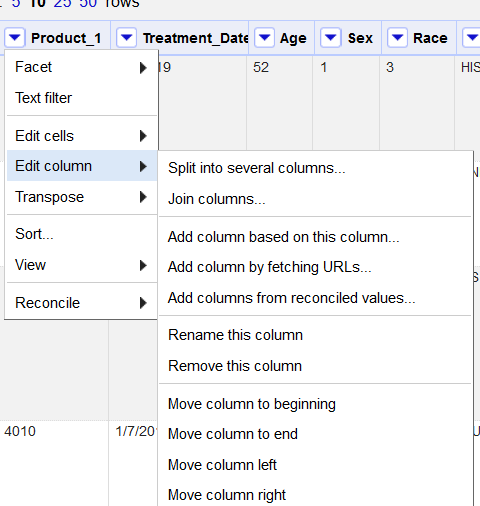 5 10 25 50 rows
Product_1 Treatment_Date Age Sex Race
Facet
19 52 1 3 HIS
Text filter
Edit cells
Edit column
Split into several columns...
Transpose
Join columns...
Sort...
Add column based on this column...
View
Add column by fetching URLs...
Reconcile
Add columns from reconciled values...
Rename this column
Remove this column
Move column to beginning
4010 1/7/20
Move column to end
Move column left
Move column right